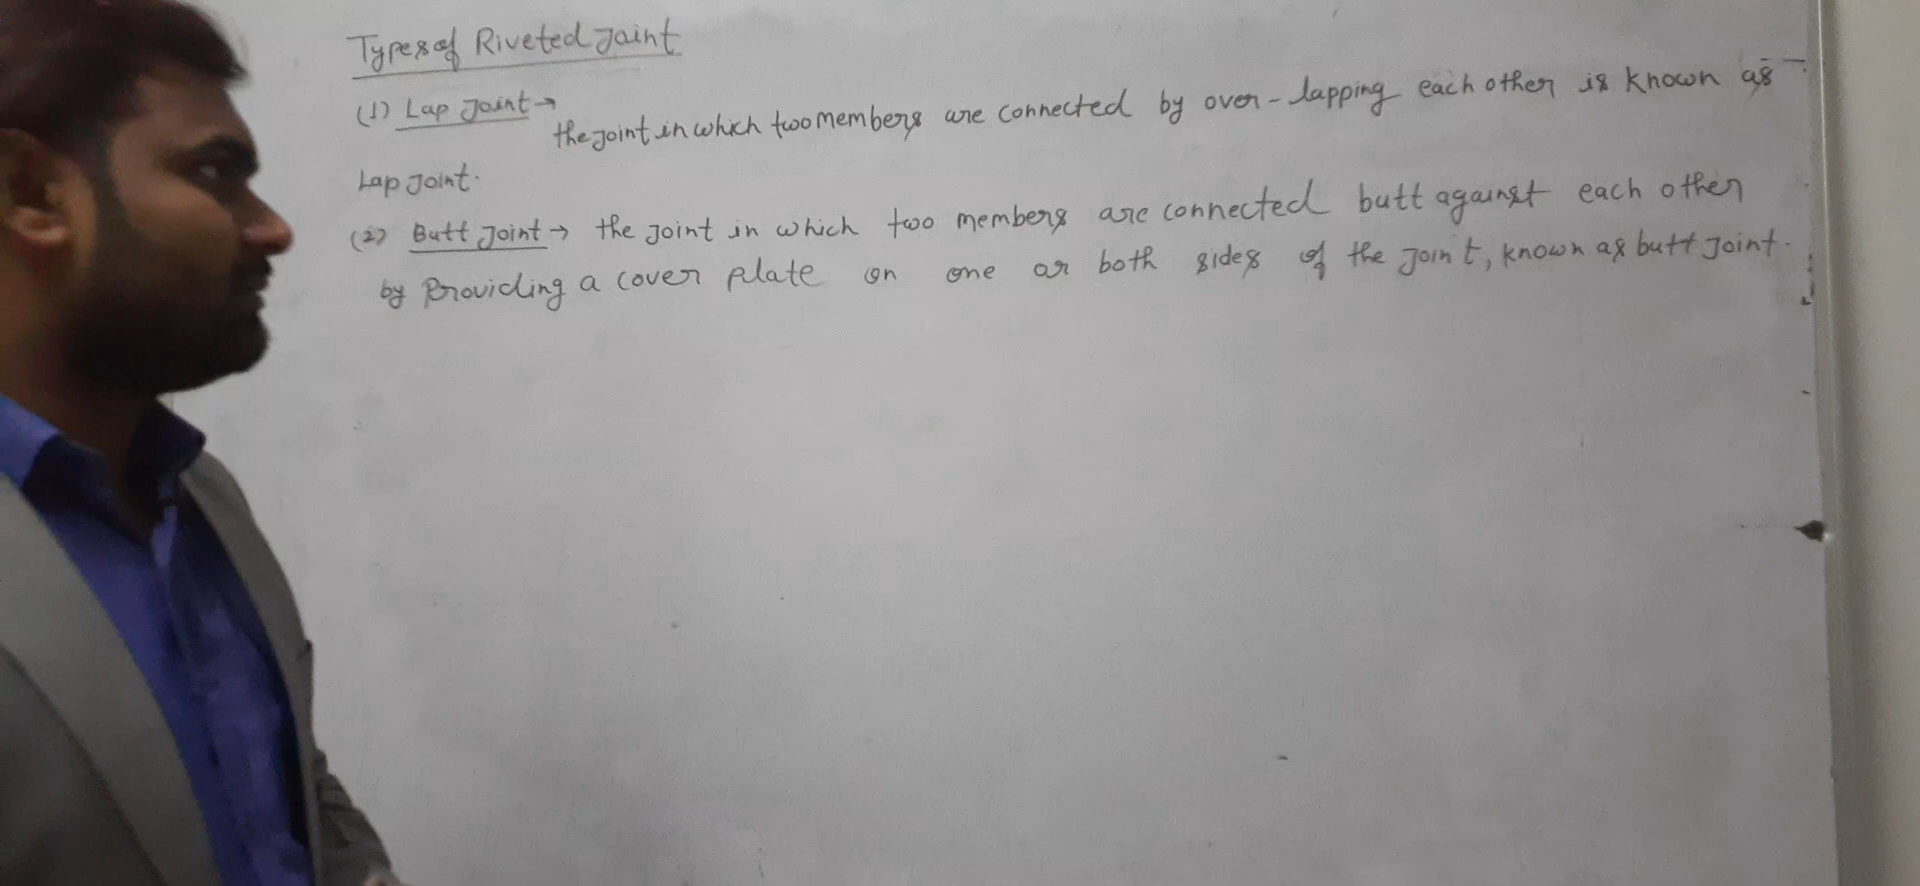 Types of Riveted Joint
(1) Lap Joint → the joint in which two members are connected by over-lapping each other is known as
Lap Joint.
(2) Butt Joint → the joint in which two members are connected butt against each other
by Providing a cover plate on one or both sides of the joint, known as butt joint.